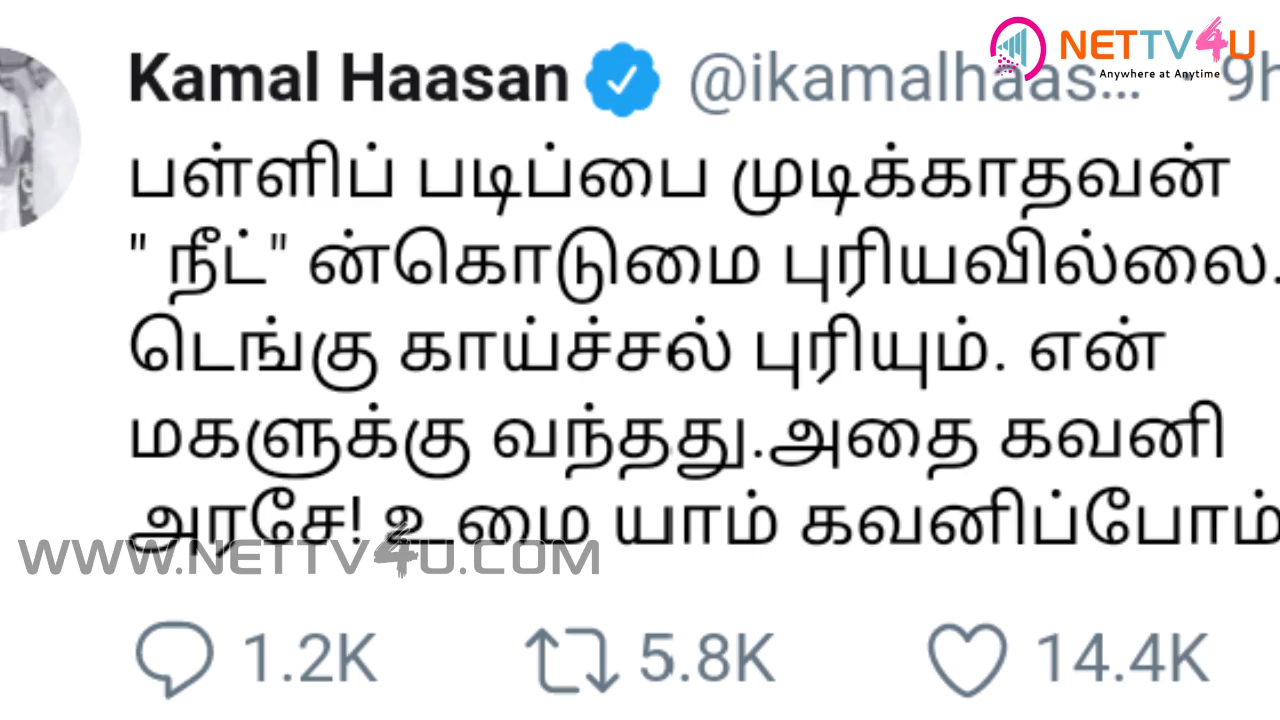 NETTV4U
Anywhere at Anytime
Kamal Haasan @ikamalhaas... 9h
பள்ளிப் படிப்பை முடிக்காதவன்
" நீட்" ன்கொடுமை புரியவில்லை.
டெங்கு காய்ச்சல் புரியும். என்
மகளுக்கு வந்தது.அதை கவனி
அரசே! உமை யாம் கவனிப்போம்
WWW.NETTV4U.COM
1.2K 5.8K 14.4K